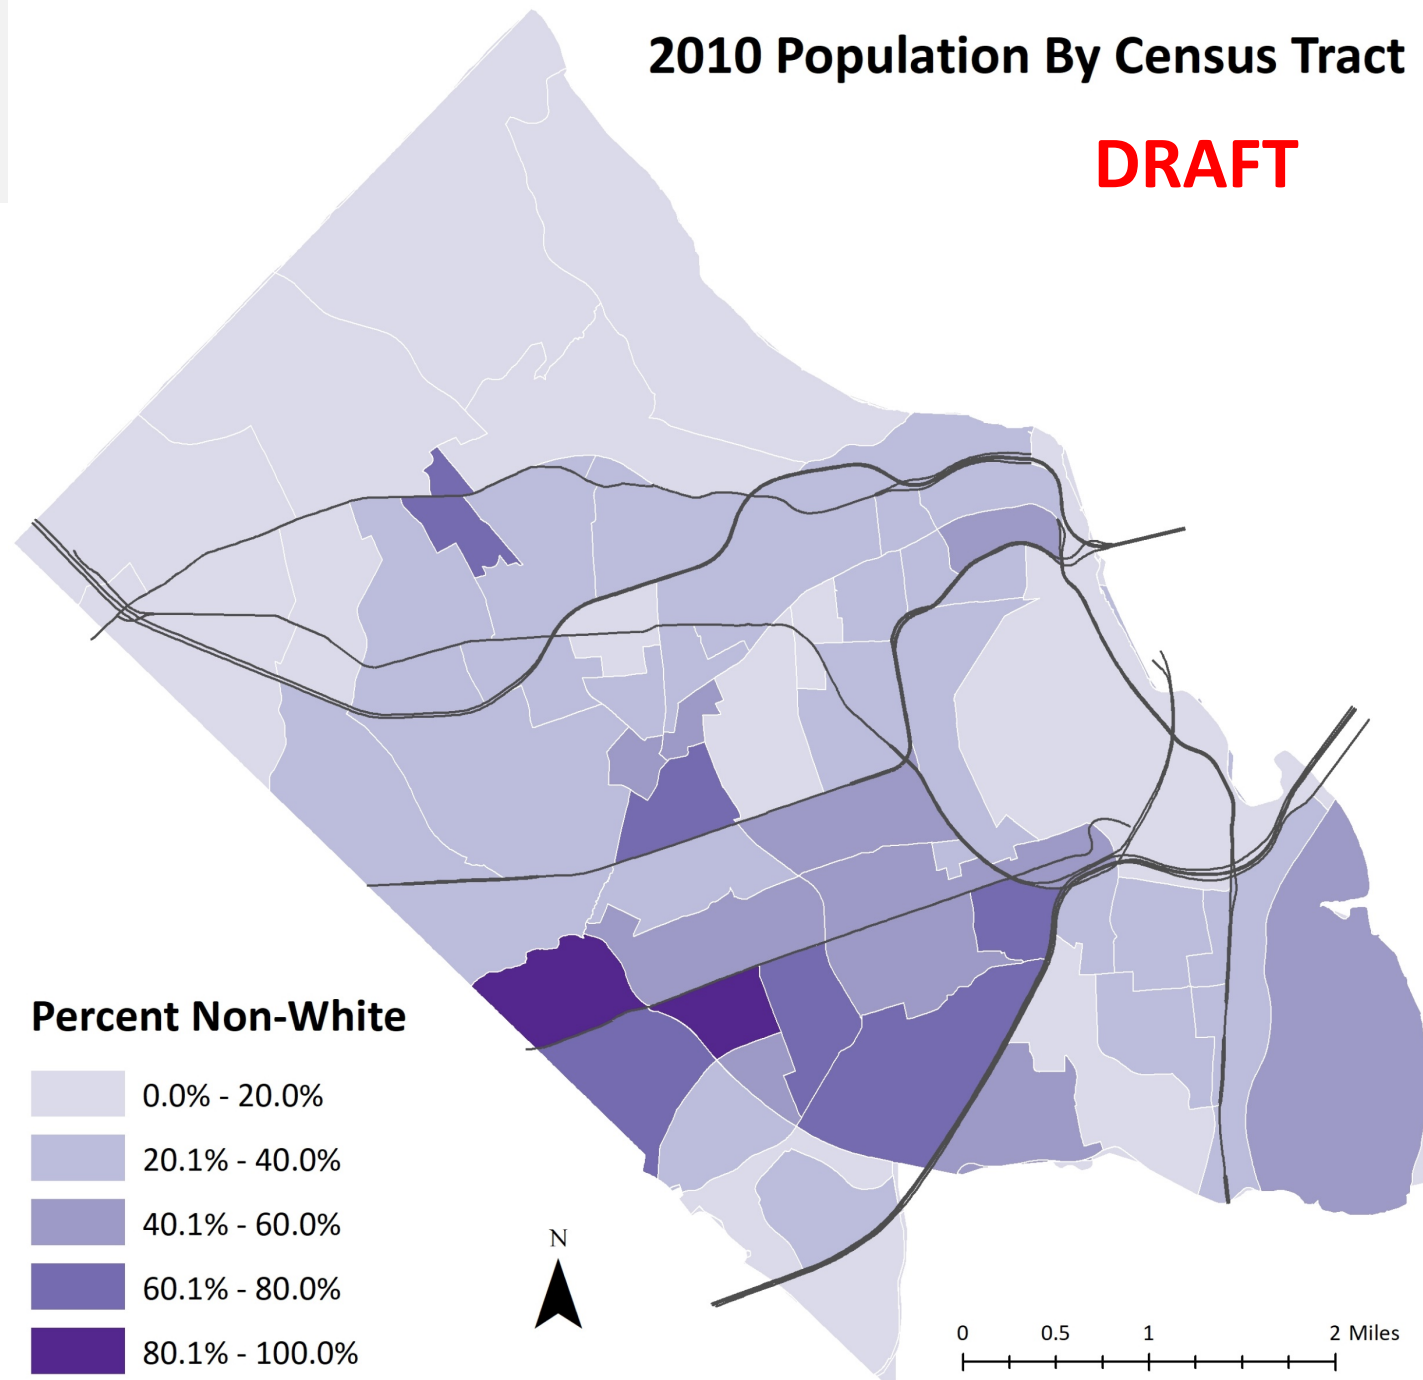 2010 Population By Census Tract
DRAFT
Percent Non-White
0.0% - 20.0%
20.1% - 40.0%
40.1% - 60.0%
60.1% - 80.0%
80.1% - 100.0%
N
0 0.5 1 2 Miles